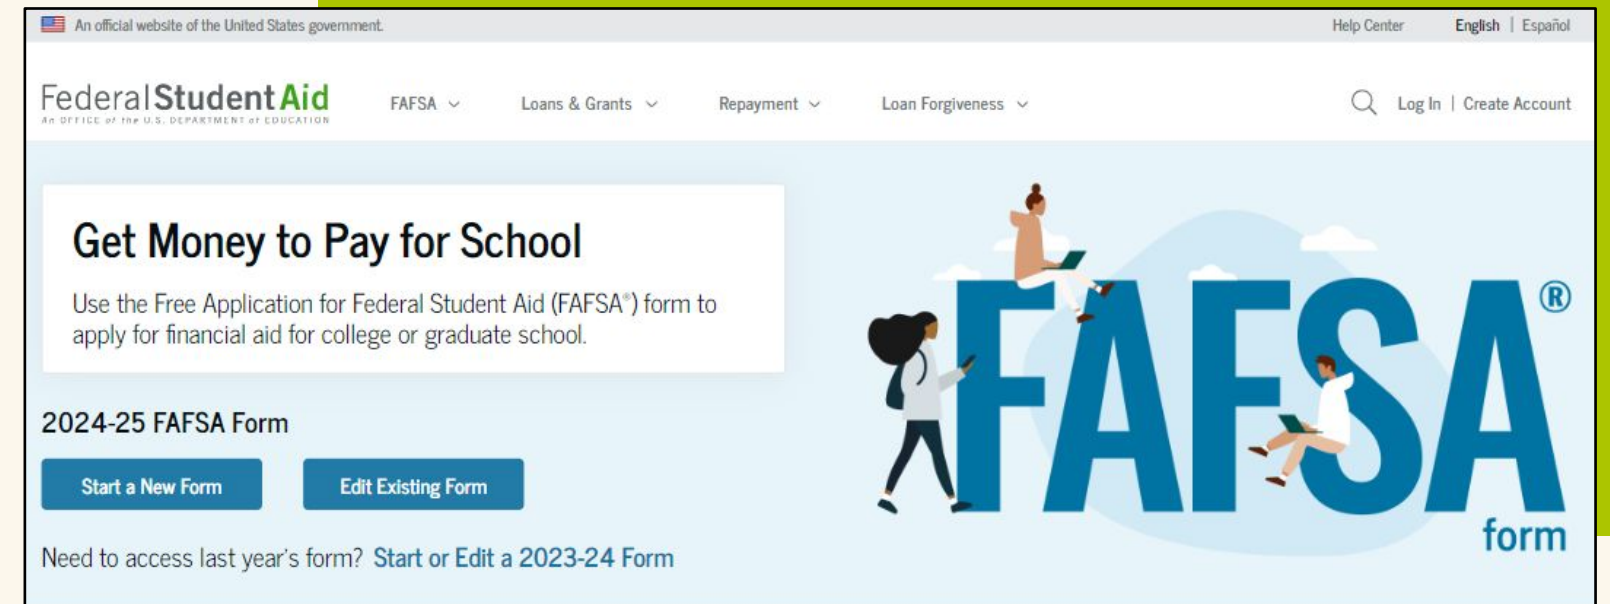 An official website of the United States government.
Help Center English | Español
Federal Student Aid
An OFFICE of the U.S. DEPARTMENT of EDUCATION
FAFSA Loans & Grants Repayment Loan Forgiveness
Log In | Create Account
Get Money to Pay for School
Use the Free Application for Federal Student Aid (FAFSA®) form to
apply for financial aid for college or graduate school.
2024-25 FAFSA Form
Start a New Form Edit Existing Form
Need to access last year's form? Start or Edit a 2023-24 Form
FAFSA®
form